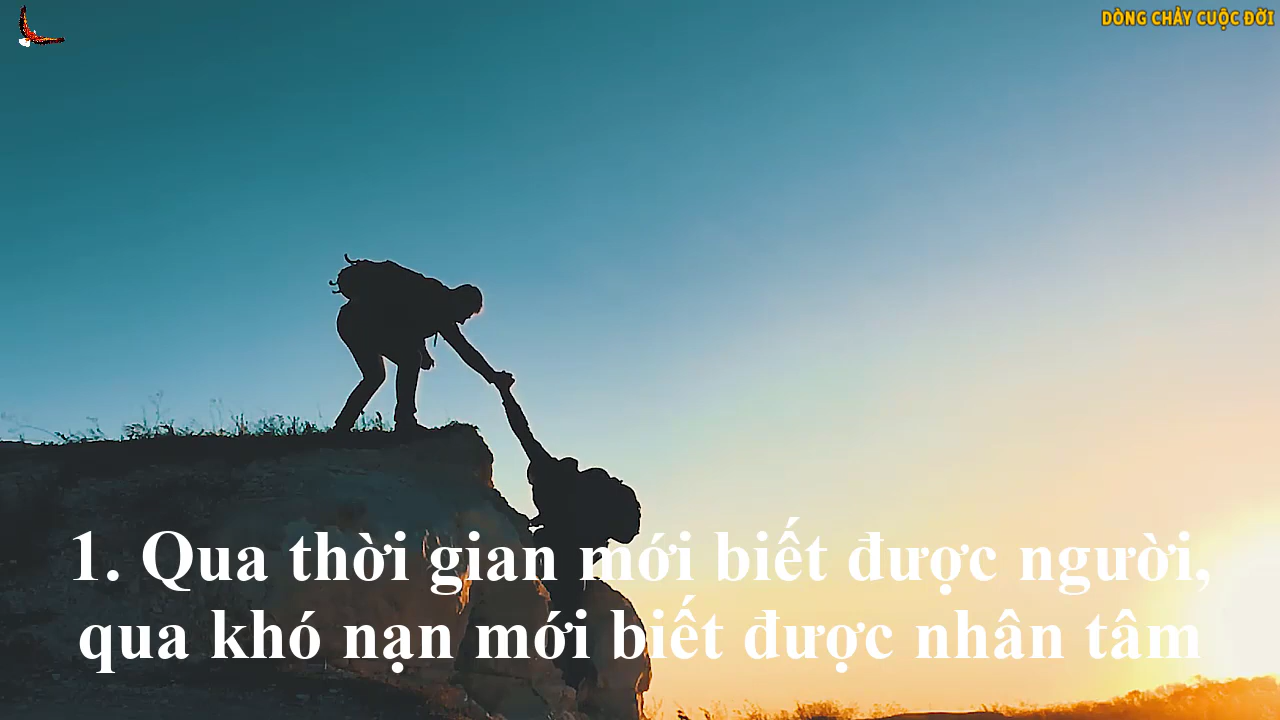 DÒNG CHẢY CUỘC ĐỜI
1. Qua thời gian mới biết được người,
qua khó nạn mới biết được nhân tâm